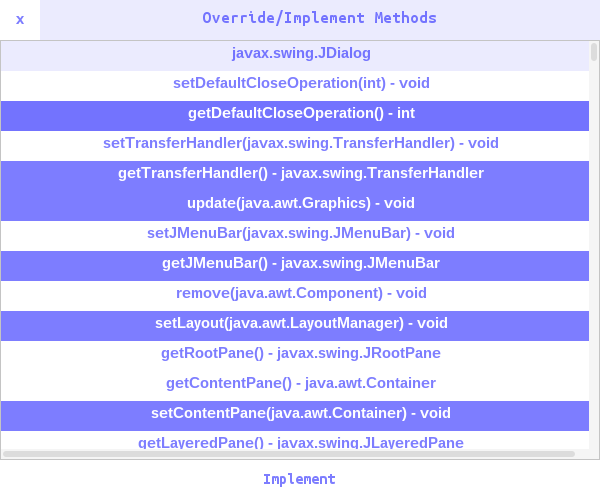 x
Override/Implement Methods
javax.swing.JDialog
setDefaultCloseOperation(int) - void
getDefaultCloseOperation() - int
setTransferHandler(javax.swing.TransferHandler) - void
getTransferHandler() - javax.swing.TransferHandler
update(java.awt.Graphics) - void
setJMenuBar(javax.swing.JMenuBar) - void
getJMenuBar() - javax.swing.JMenuBar
remove(java.awt.Component) - void
setLayout(java.awt.LayoutManager) - void
getRootPane() - javax.swing.JRootPane
getContentPane() - java.awt.Container
setContentPane(java.awt.Container) - void
getLayeredPane() - javax.swing.JLayeredPane
Implement